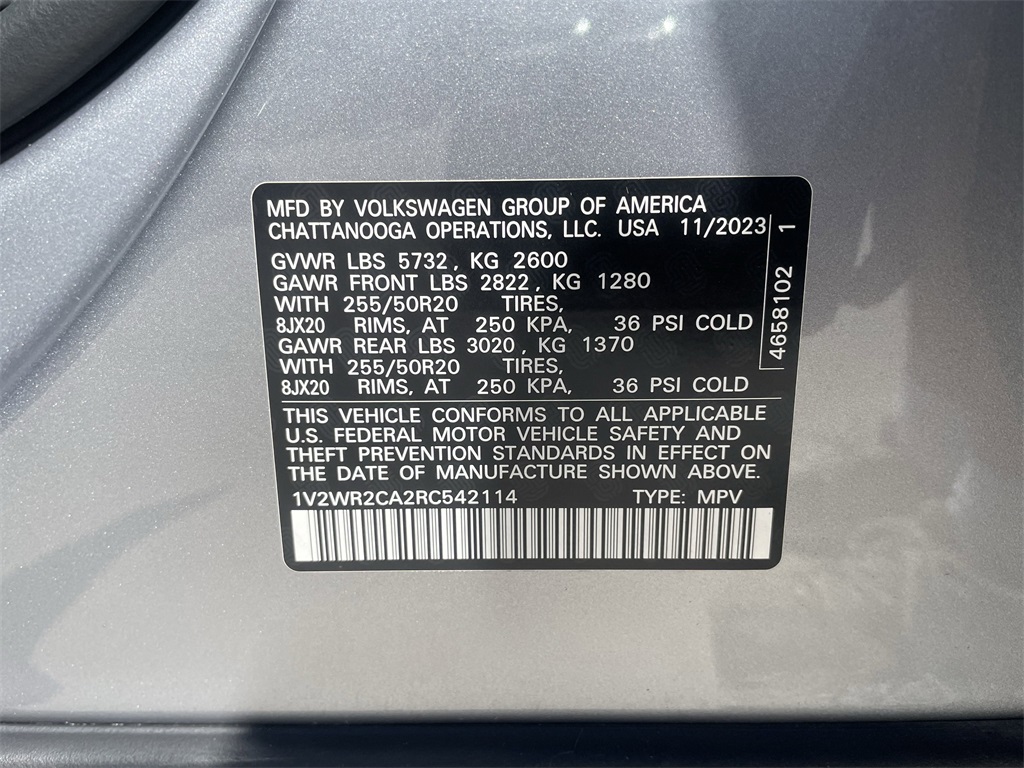 MFD BY VOLKSWAGEN GROUP OF AMERICA
CHATTANOOGA OPERATIONS, LLC. USA 11/2023
GVWR LBS 5732, KG 2600
GAWR FRONT LBS 2822, KG 1280
WITH 255/50R20 TIRES,
8JX20 RIMS, AT 250 KPA, 36 PSI COLD
GAWR REAR LBS 3020, KG 1370
WITH 255/50R20 TIRES,
8JX20 RIMS, AT 250 KPA, 36 PSI COLD
THIS VEHICLE CONFORMS TO ALL APPLICABLE
U.S. FEDERAL MOTOR VEHICLE SAFETY AND
THEFT PREVENTION STANDARDS IN EFFECT ON
THE DATE OF MANUFACTURE SHOWN ABOVE.
1V2WR2CA2RC542114 TYPE: MPV
4658102 1